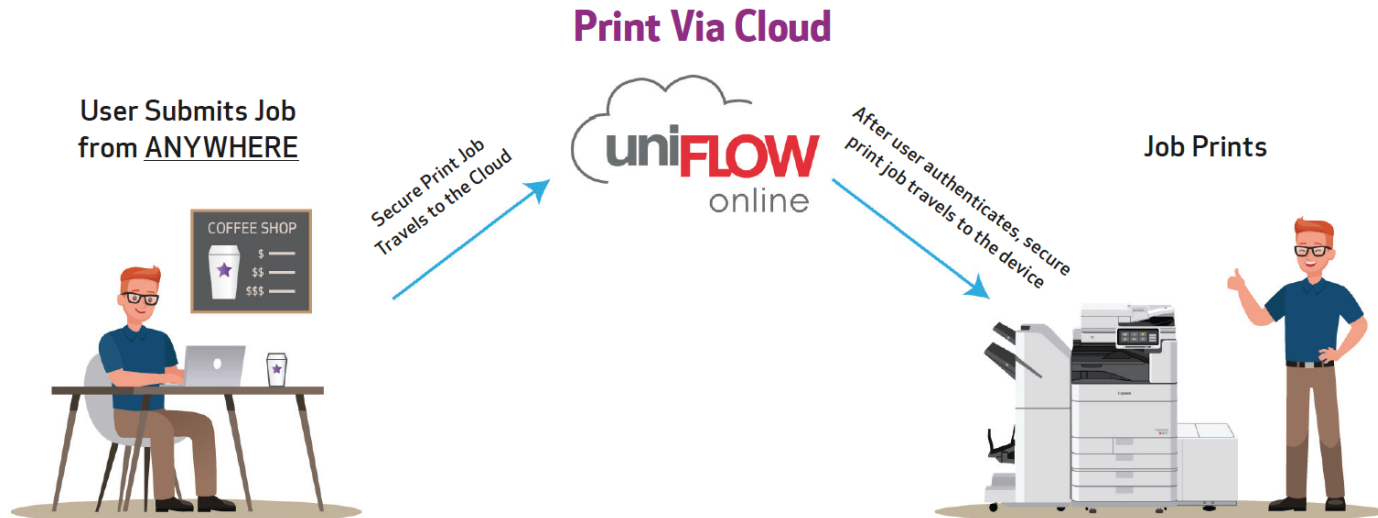 Print Via Cloud
User Submits Job
from ANYWHERE
COFFEE SHOP
$
$$
$$$
Secure Print Job
Travels to the Cloud
uniFLOW
online
After user authenticates, secure
print job travels to the device
Job Prints
Canon